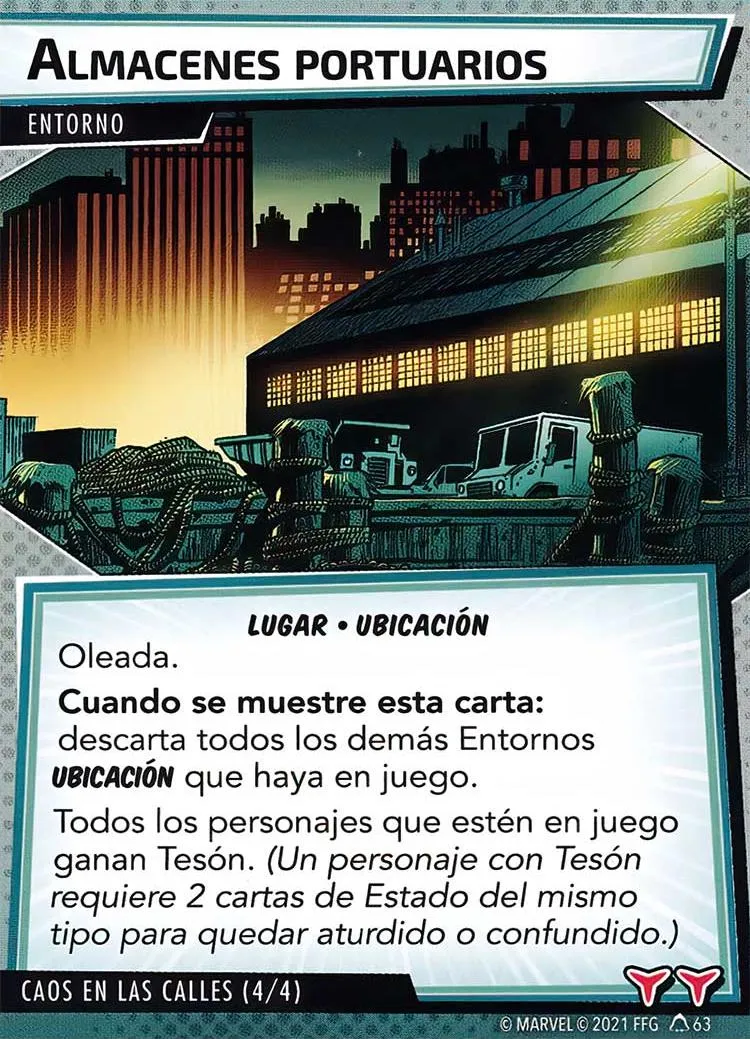 ALMACENES PORTUARIOS
ENTORNO
LUGAR • UBICACIÓN
Oleada.
Cuando se muestre esta carta:
descarta todos los demás Entornos
UBICACIÓN que haya en juego.
Todos los personajes que estén en juego
ganan Tesón. (Un personaje con Tesón
requiere 2 cartas de Estado del mismo
tipo para quedar aturdido o confundido.)
CAOS EN LAS CALLES (4/4)
© MARVEL © 2021 FFG 63